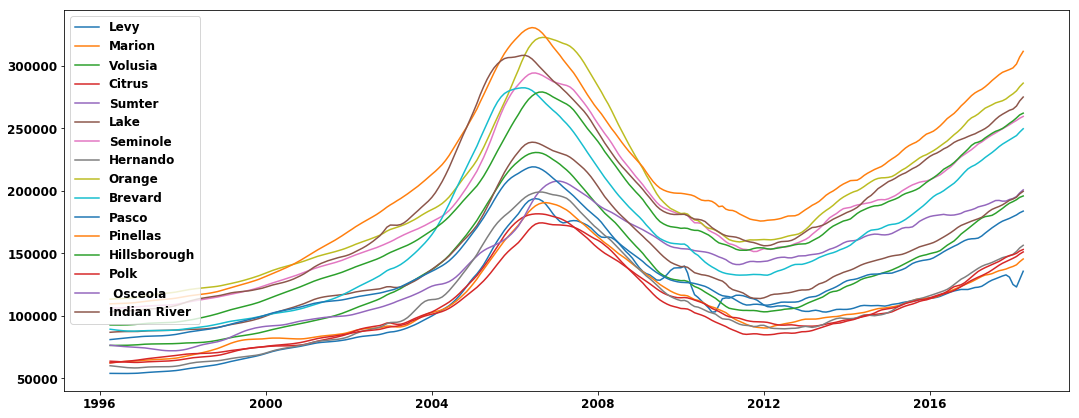 Levy
Marion
Volusia
Citrus
Sumter
Lake
Seminole
Hernando
Orange
Brevard
Pasco
Pinellas
Hillsborough
Polk
Osceola
Indian River
300000
250000
200000
150000
100000
50000
1996 2000 2004 2008 2012 2016